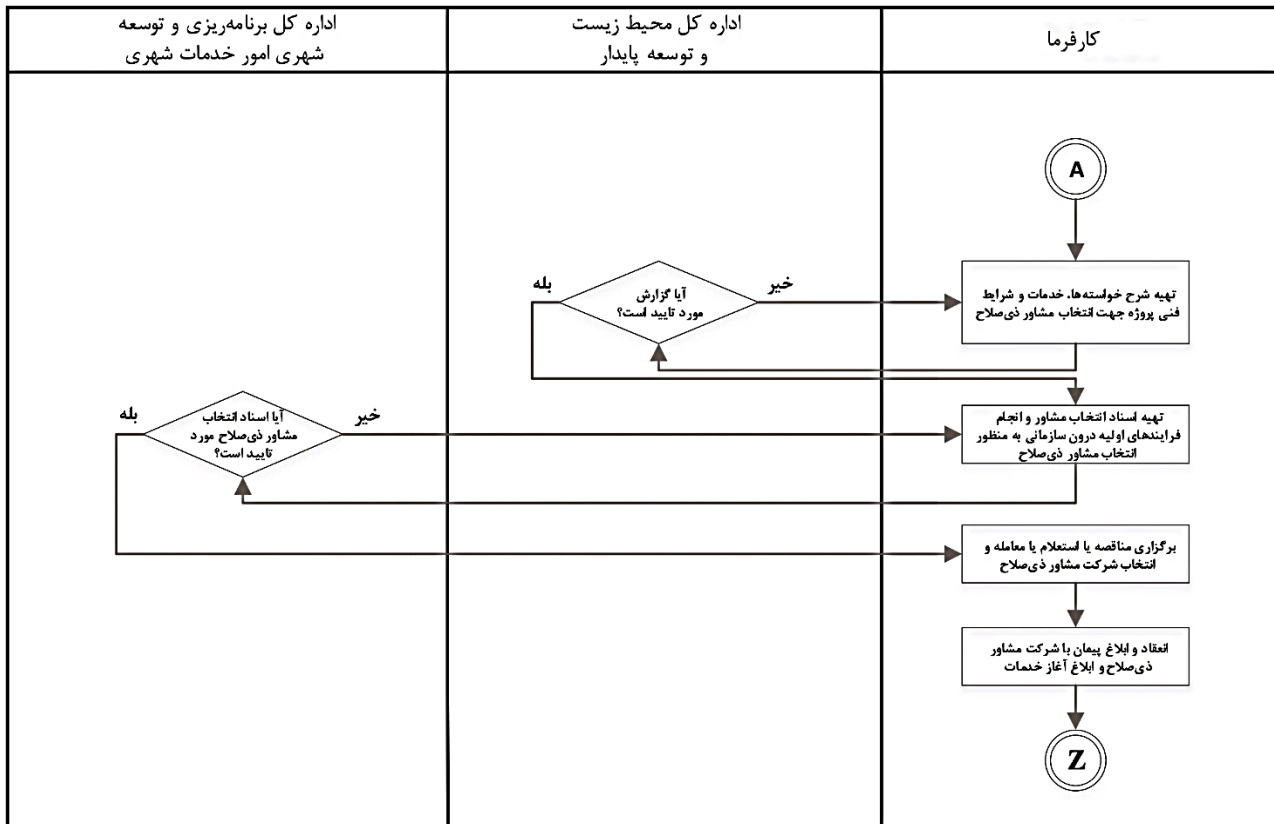 کارفرما
اداره کل محیط زیست
و توسعه پایدار
اداره کل برنامه‌ریزی و توسعه
شهری امور خدمات شهری
A
تهیه شرح خواسته‌ها، خدمات و شرایط
فنی پروژه جهت انتخاب مشاور ذی‌صلاح
خیر
آیا گزارش
مورد تایید است؟
بله
تهیه اسناد انتخاب مشاور و انجام
فرایندهای اولیه درون سازمانی به منظور
انتخاب مشاور ذی‌صلاح
خیر
آیا اسناد انتخاب
مشاور ذی‌صلاح مورد
تایید است؟
بله
برگزاری مناقصه یا استعلام یا معامله و
انتخاب شرکت مشاور ذی‌صلاح
انعقاد و ابلاغ پیمان با شرکت مشاور
ذی‌صلاح و ابلاغ آغاز خدمات
Z